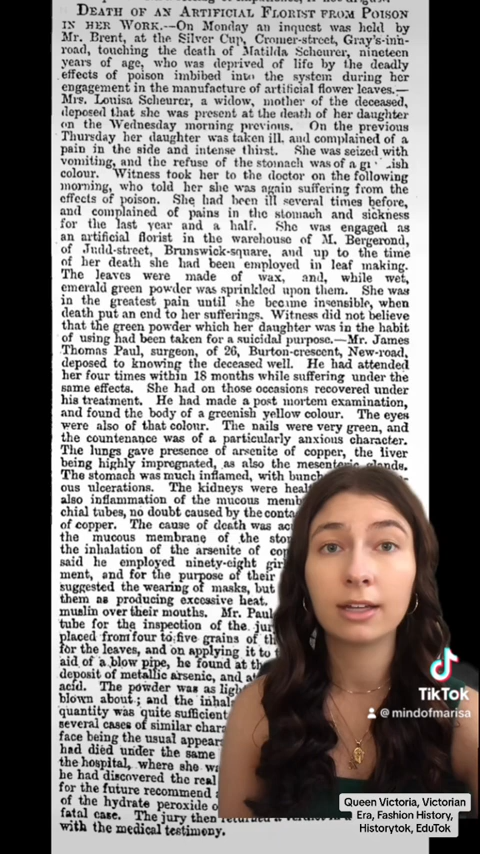 DEATH OF AN ARTIFICIAL FLORIST FROM POISON
IN HER WORK.—On Monday an inquest was held by
Mr. Brent, at the Silver Cup, Cromer-street, Gray's-inn-
road, touching the death of Matilda Scheurer, nineteen
years of age, who was deprived of life by the deadly
effects of poison imbibed into the system during her
engagement in the manufacture of artificial flower leaves.—
Mrs. Louisa Scheurer, a widow, mother of the deceased,
deposed that she was present at the death of her daughter
on the Wednesday morning previous. On the previous
Thursday her daughter was taken ill, and complained of a
pain in the side and intense thirst. She was seized with
vomiting, and the refuse of the stomach was of a
colour. Witness took her to the doctor on the following
morning, who told her she was again suffering from the
effects of poison. She had been ill several times before,
and complained of pains in the stomach and sickness
for the last year and a half. She was engaged as
an artificial florist in the warehouse of M. Bergerond,
of Judd-street, Brunswick-square, and up to the time
of her death she had been employed in leaf making.
The leaves were made of wax, and, while wet,
emerald green powder was sprinkled upon them. She was
in the greatest pain until she became insensible, when
death put an end to her sufferings. Witness did not believe
that the green powder which her daughter was in the habit
of using had been taken for a suicidal purpose.—Mr. James
Thomas Paul, surgeon, of 26, Burton-crescent, New-road,
deposed to knowing the deceased well. He had attended
her four times within 18 months while suffering under the
same effects. She had on those occasions recovered under
his treatment. He had made a post mortem examination,
and found the body of a greenish yellow colour. The eyes
were also of that colour. The nails were very green, and
the countenance was of a particularly anxious character.
The lungs gave presence of arsenite of copper, the liver
being highly impregnated, as also the mesenteric glands.
The stomach was much inflamed, with
ous ulcerations. The kidneys were
also inflammation of the mucous
chial tubes, no doubt caused by the
of copper. The cause of death was
the mucous membrane of the
the inhalation of the arsenite of
said he employed ninety-eight
ment, and for the purpose of their
suggested the wearing of masks, but
them as producing excessive heat.
muslin over their mouths. Mr. Paul
tube for the inspection of the
placed from four to five grains of
for the leaves, and on applying it to
aid of a blow pipe, he found at
deposit of metallic arsenic, and
acid. The powder was as
blown about; and the
quantity was quite sufficient
several cases of similar
face being the usual
had died under the same
the hospital, where she
he had discovered the real
for the future recommend
of the hydrate peroxide
fatal case. The jury then returned a
with the medical testimony.
TikTok
@mindofmarisa
Queen Victoria, Victorian
Era, Fashion History,
Historytok, EduTok